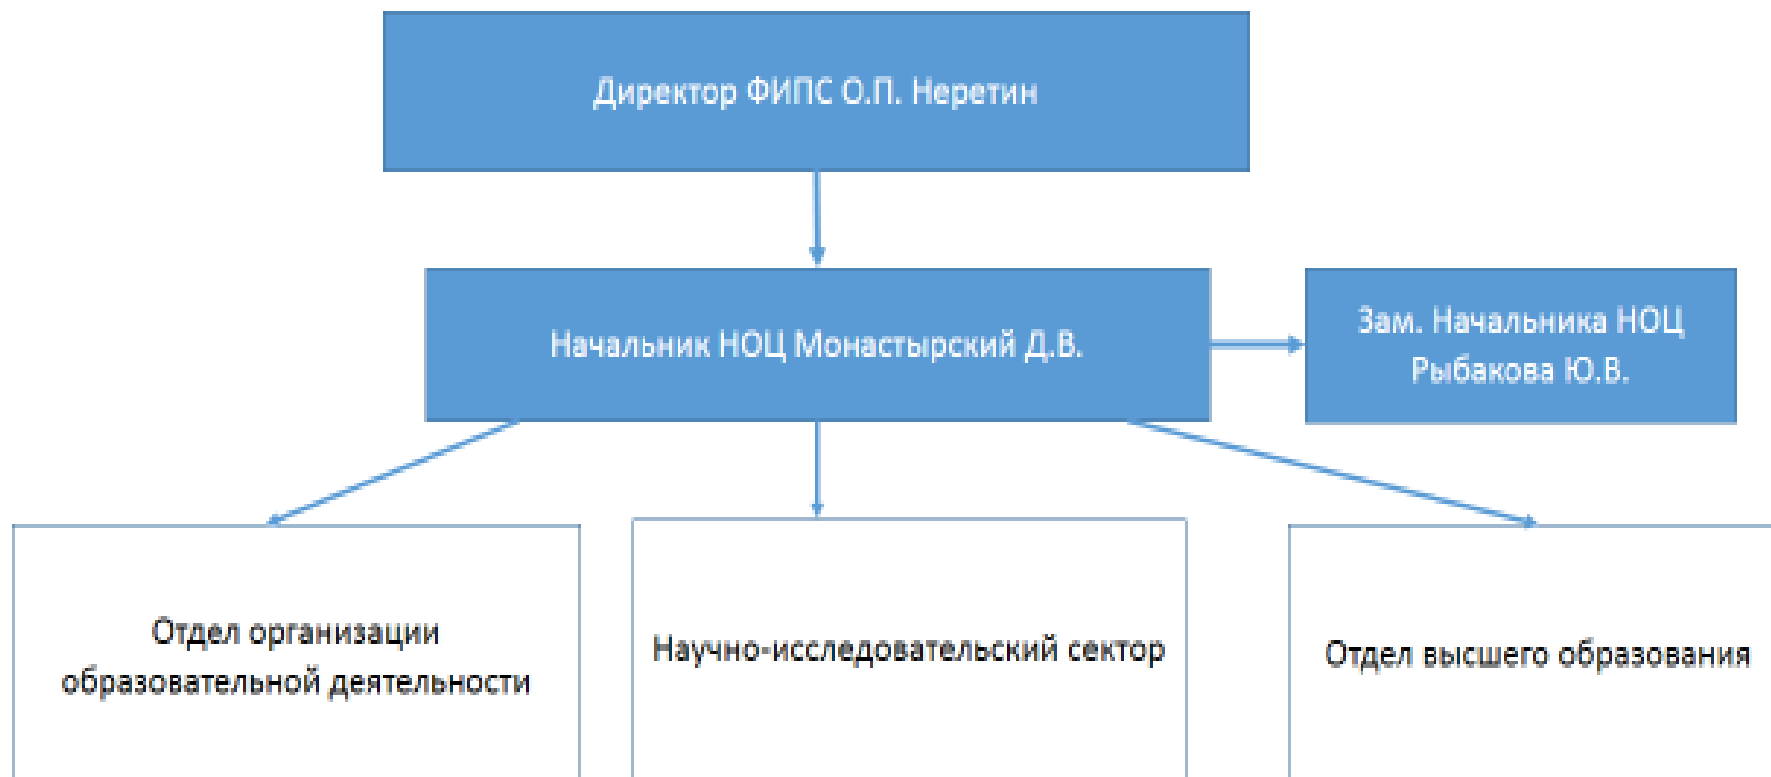 Директор ФИПС О.П. Неретин
Начальник НОЦ Монастырский Д.В.
Зам. Начальника НОЦ
Рыбакова Ю.В.
Отдел организации
образовательной деятельности
Научно-исследовательский сектор
Отдел высшего образования